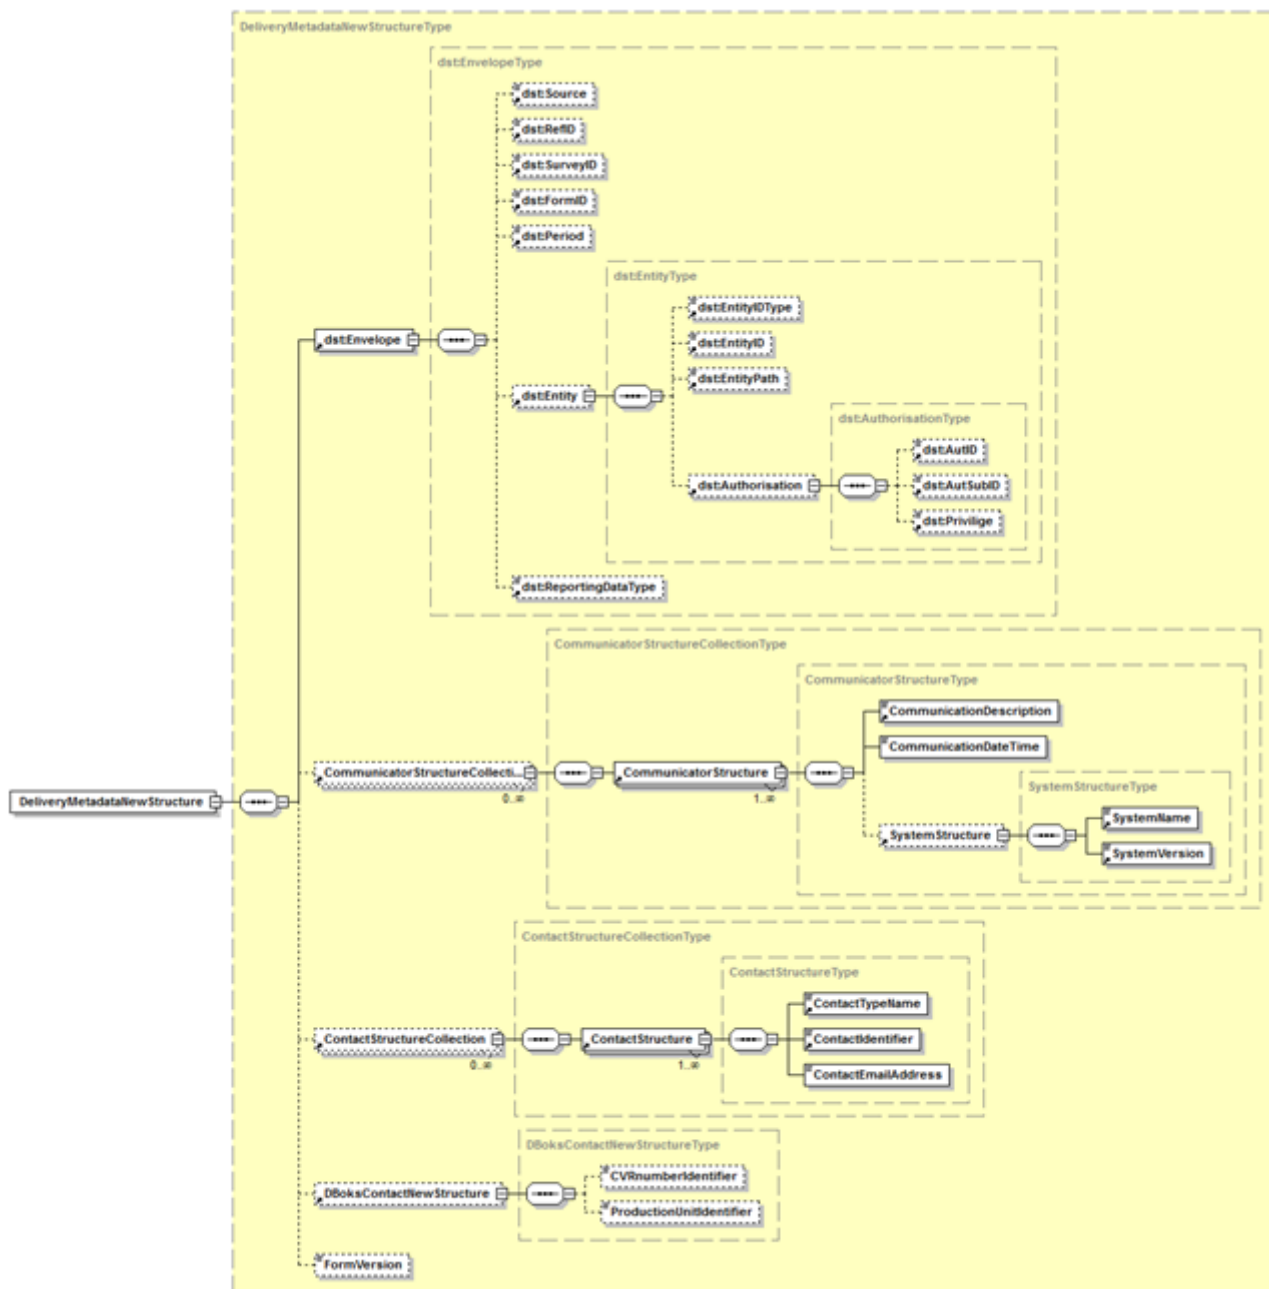 DeliveryMetadataNewStructureType
dst:EnvelopeType
dst:Source
dst:RefID
dst:SurveyID
dst:FormID
dst:Period
dst:EntityType
dst:EntityIDType
dst:Envelope
dst:EntityID
dst:EntityPath
dst:Entity
dst:AuthorisationType
dst:AutID
dst:Authorisation
dst:AutSubID
dst:Privilige
dst:ReportingDataType
CommunicatorStructureCollectionType
CommunicatorStructureType
CommunicationDescription
CommunicationDateTime
CommunicatorStructureCollecti...
0..∞
CommunicatorStructure
1..∞
SystemStructureType
DeliveryMetadataNewStructure
SystemName
SystemStructure
SystemVersion
ContactStructureCollectionType
ContactStructureType
ContactTypeName
ContactStructureCollection
0..∞
ContactStructure
1..∞
ContactIdentifier
ContactEmailAddress
DBoksContactNewStructureType
CVRnumberIdentifier
DBoksContactNewStructure
ProductionUnitIdentifier
FormVersion